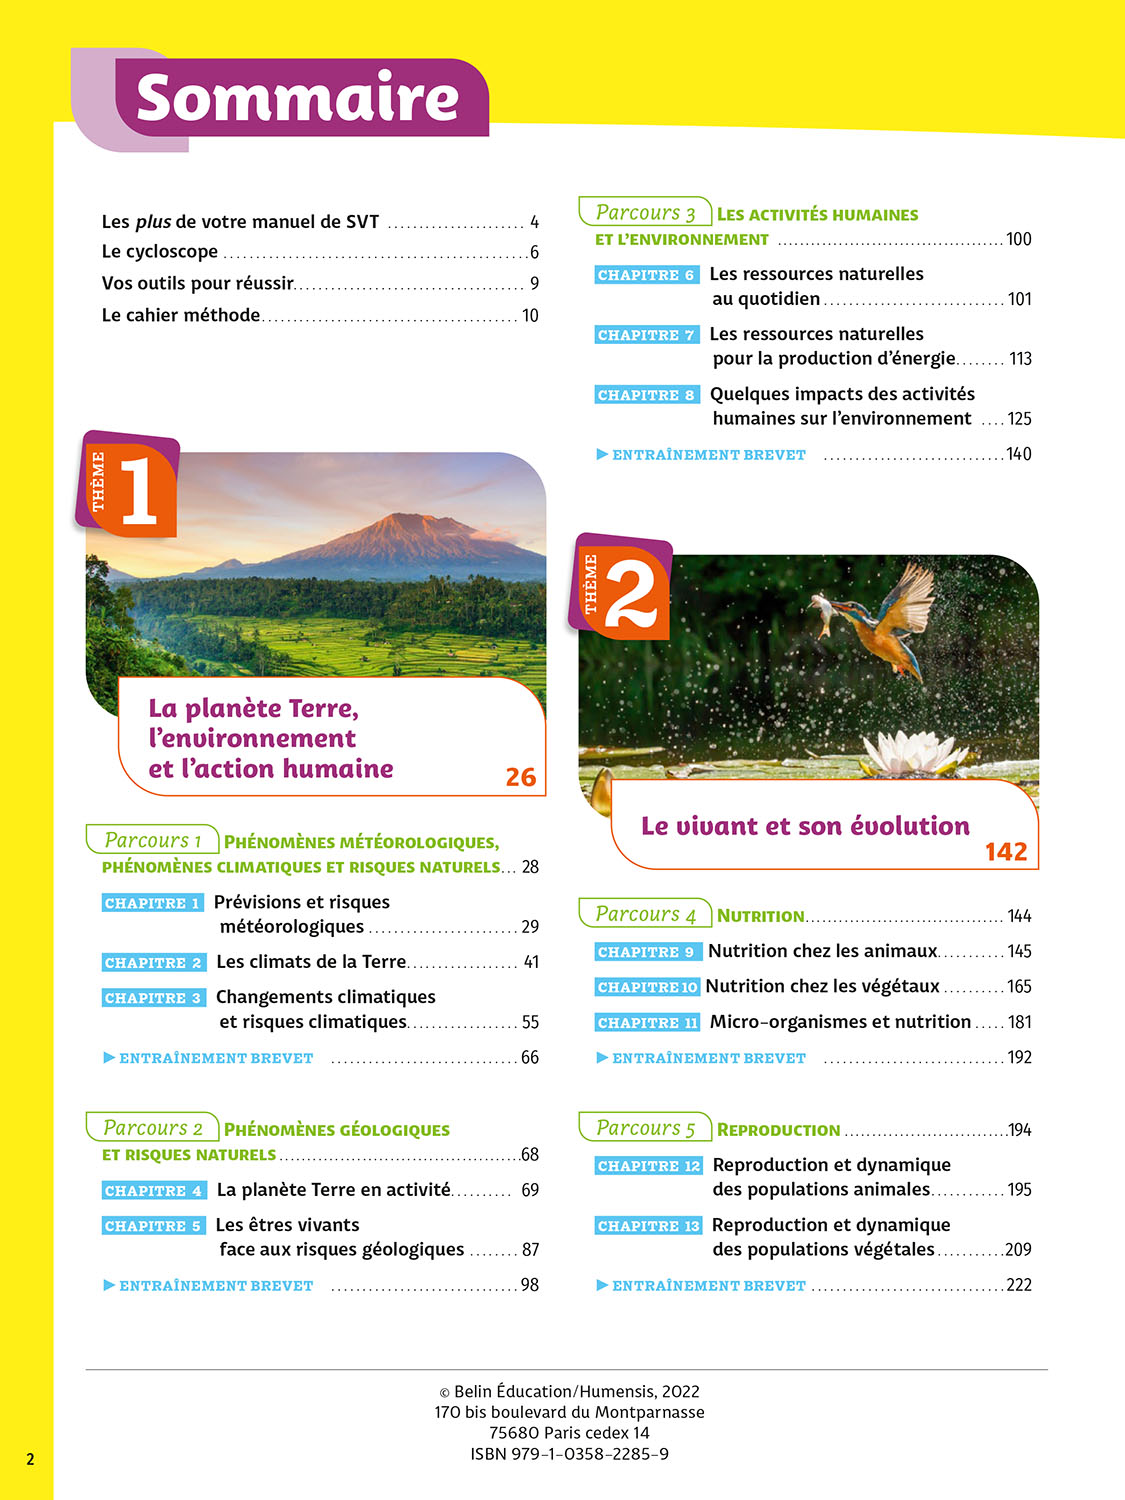 Sommaire
Les plus de votre manuel de SVT ...................... 4
Le cycloscope ................................................ 6
Vos outils pour réussir..................................... 9
Le cahier méthode......................................... 10
THÈME 1
La planète Terre,
l'environnement
et l'action humaine
26
Parcours 1 PHÉNOMÈNES MÉTÉOROLOGIQUES,
PHÉNOMÈNES CLIMATIQUES ET RISQUES NATURELS... 28
CHAPITRE 1 Prévisions et risques
météorologiques ........................ 29
CHAPITRE 2 Les climats de la Terre.................. 41
CHAPITRE 3 Changements climatiques
et risques climatiques.................. 55
▶ ENTRAÎNEMENT BREVET .............................. 66
Parcours 2 PHÉNOMÈNES GÉOLOGIQUES
ET RISQUES NATURELS.......................................68
CHAPITRE 4 La planète Terre en activité.......... 69
CHAPITRE 5 Les êtres vivants
face aux risques géologiques ........ 87
▶ ENTRAÎNEMENT BREVET .............................. 98
Parcours 3 LES ACTIVITÉS HUMAINES
ET L'ENVIRONNEMENT ....................................... 100
CHAPITRE 6 Les ressources naturelles
au quotidien............................. 101
CHAPITRE 7 Les ressources naturelles
pour la production d'énergie........ 113
CHAPITRE 8 Quelques impacts des activités
humaines sur l'environnement .... 125
▶ ENTRAÎNEMENT BREVET ............................. 140
THÈME 2
Le vivant et son évolution
142
Parcours 4 NUTRITION................................ 144
CHAPITRE 9 Nutrition chez les animaux........... 145
CHAPITRE 10 Nutrition chez les végétaux .......... 165
CHAPITRE 11 Micro-organismes et nutrition ..... 181
▶ ENTRAÎNEMENT BREVET ............................. 192
Parcours 5 REPRODUCTION .............................194
CHAPITRE 12 Reproduction et dynamique
des populations animales............ 195
CHAPITRE 13 Reproduction et dynamique
des populations végétales...........209
▶ ENTRAÎNEMENT BREVET ............................... 222
© Belin Éducation/Humensis, 2022
170 bis boulevard du Montparnasse
75680 Paris cedex 14
ISBN 979-1-0358-2285-9
2